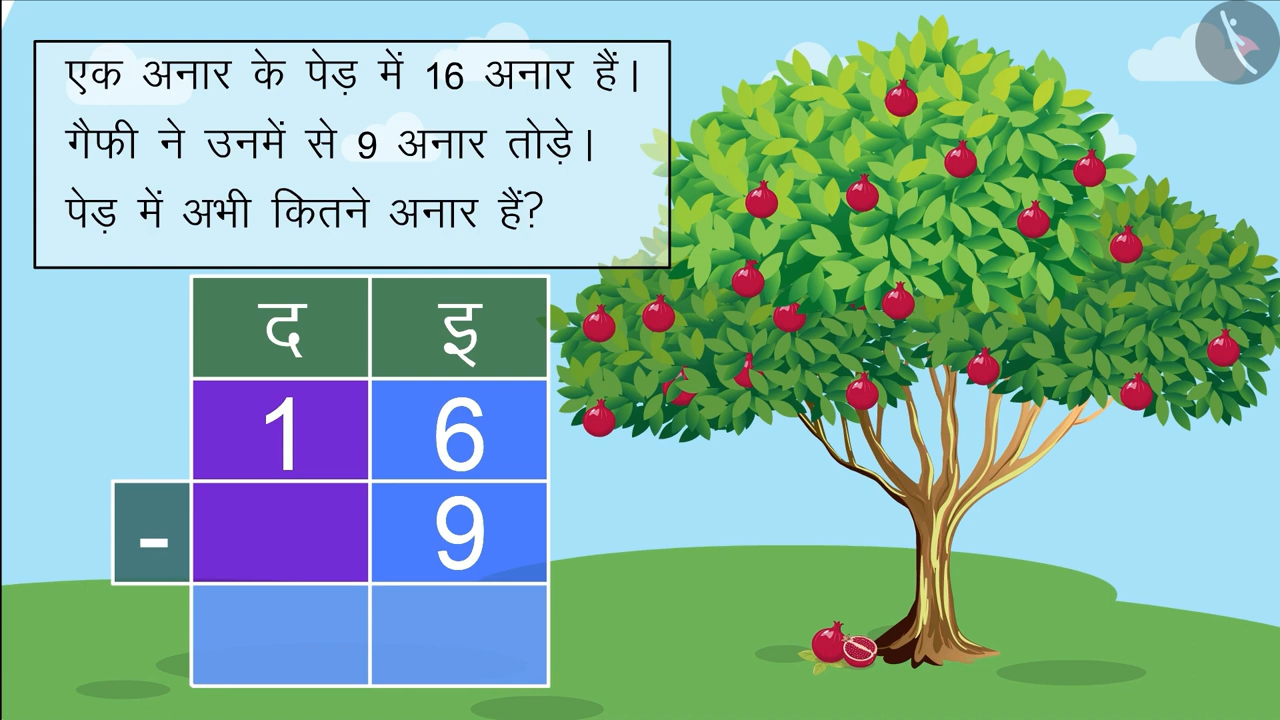 एक अनार के पेड़ में 16 अनार हैं।
गैफी ने उनमें से 9 अनार तोड़े।
पेड़ में अभी कितने अनार हैं?
द इ
1 6
- 9